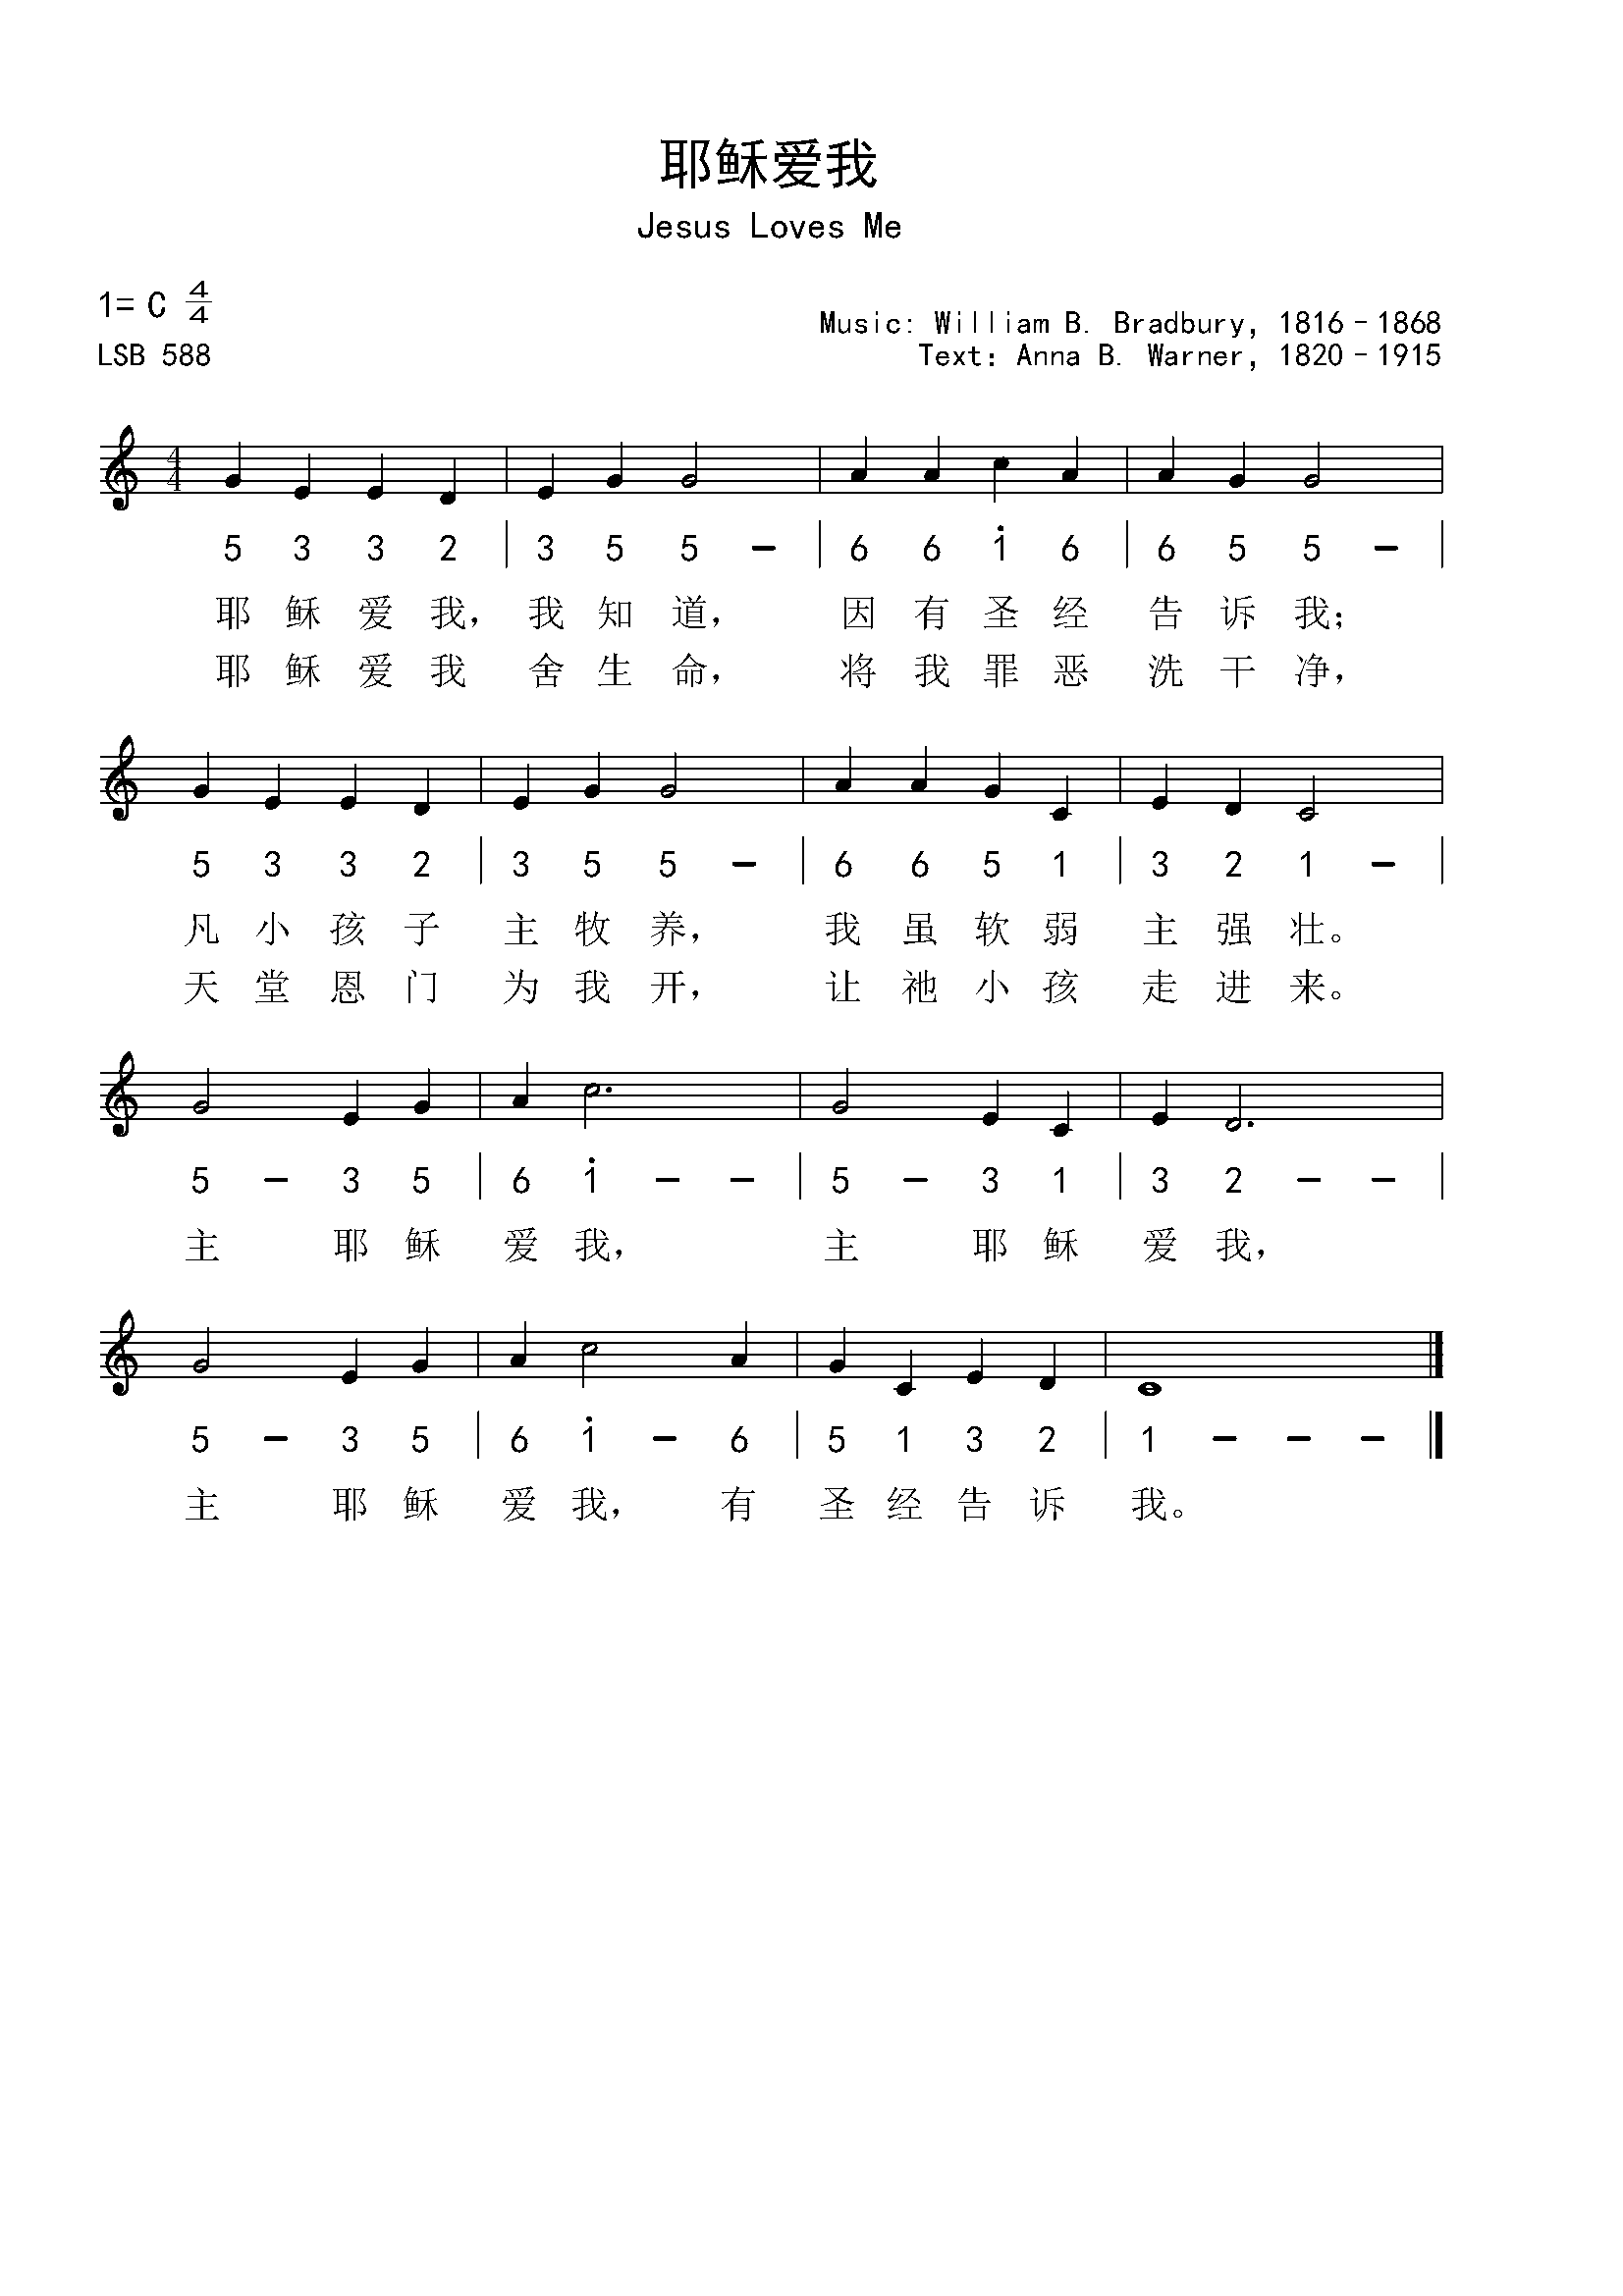 耶稣爱我
Jesus Loves Me
1= C 4/4
Music: William B. Bradbury, 1816 – 1868
LSB 588
Text: Anna B. Warner, 1820 – 1915
4/4
5 3 3 2 | 3 5 5 – | 6 6 1̇ 6 | 6 5 5 – |
耶 稣 爱 我, 我 知 道, 因 有 圣 经 告 诉 我;
耶 稣 爱 我 舍 生 命, 将 我 罪 恶 洗 干 净,
5 3 3 2 | 3 5 5 – | 6 6 5 1 | 3 2 1 – |
凡 小 孩 子 主 牧 养, 我 虽 软 弱 主 强 壮。
天 堂 恩 门 为 我 开, 让 祂 小 孩 走 进 来。
5 – 3 5 | 6 1̇ – – | 5 – 3 1 | 3 2 – – |
主 耶 稣 爱 我, 主 耶 稣 爱 我,
5 – 3 5 | 6 1̇ – 6 | 5 1 3 2 | 1 – – – ‖
主 耶 稣 爱 我, 有 圣 经 告 诉 我。